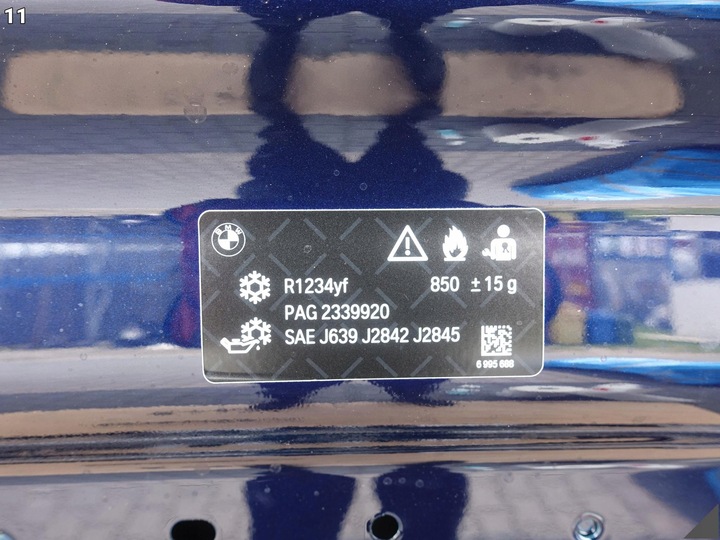 11
BMW
R1234yf 850 ± 15 g
PAG 2339920
SAE J639 J2842 J2845
6 995 688